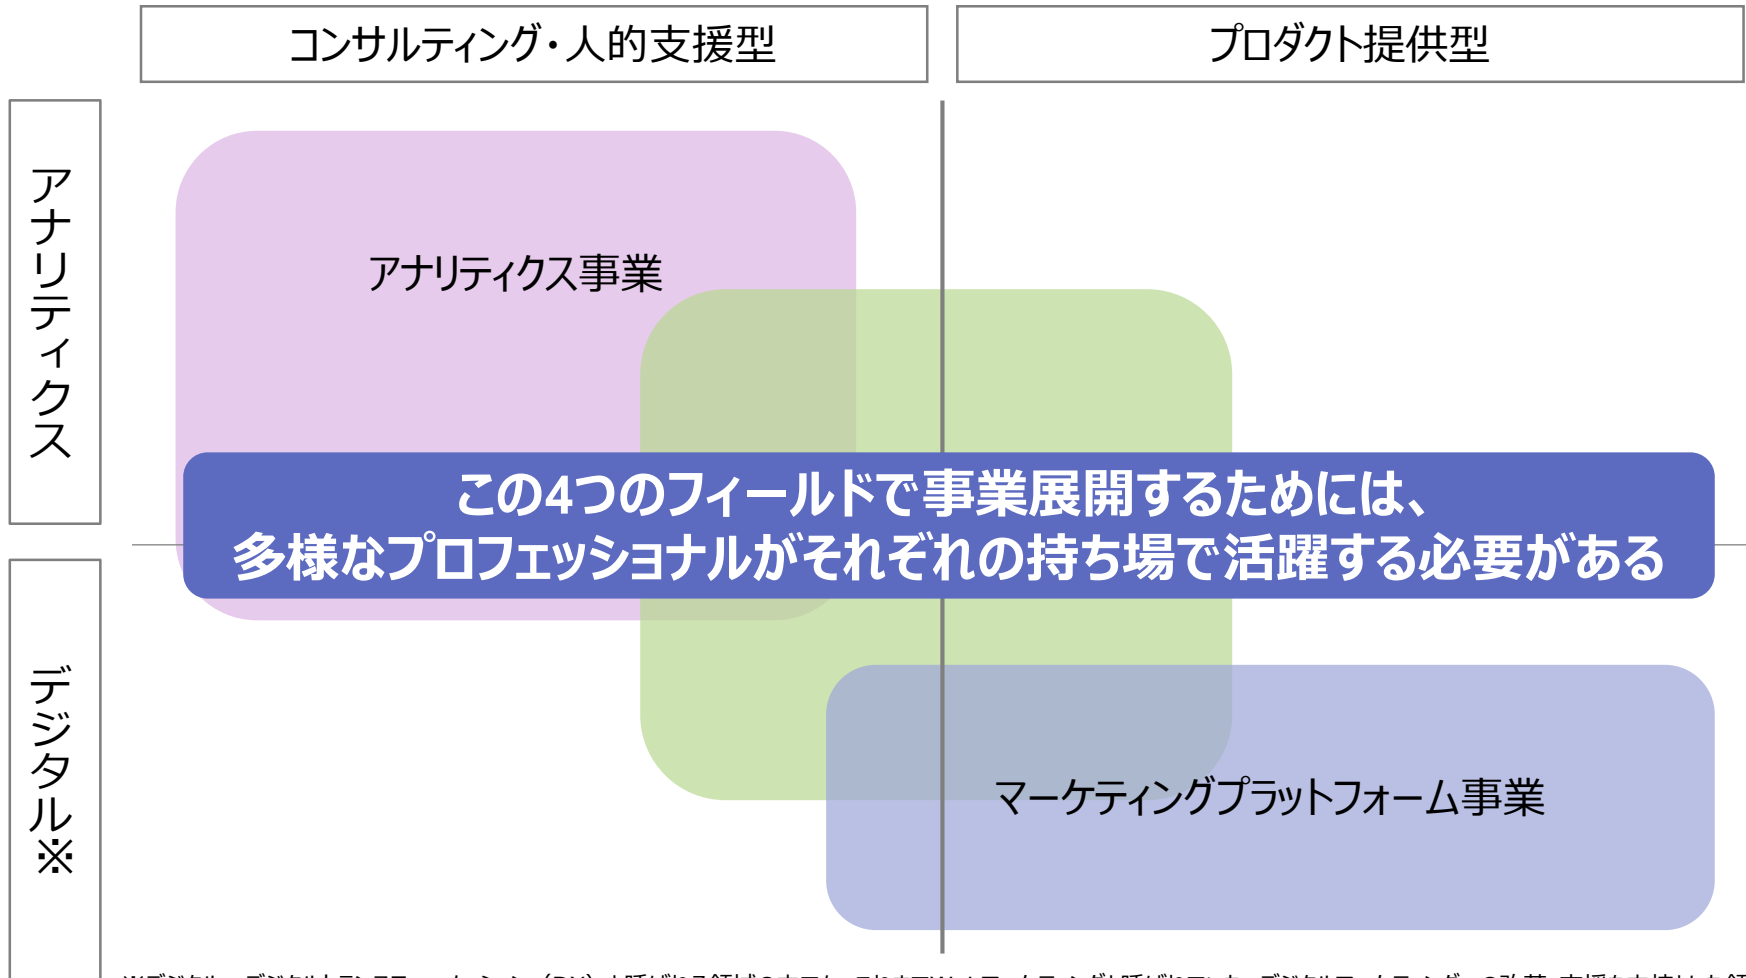 コンサルティング・人的支援型
プロダクト提供型
アナリティクス
アナリティクス事業
この4つのフィールドで事業展開するためには、
多様なプロフェッショナルがそれぞれの持ち場で活躍する必要がある
デジタル※
マーケティングプラットフォーム事業